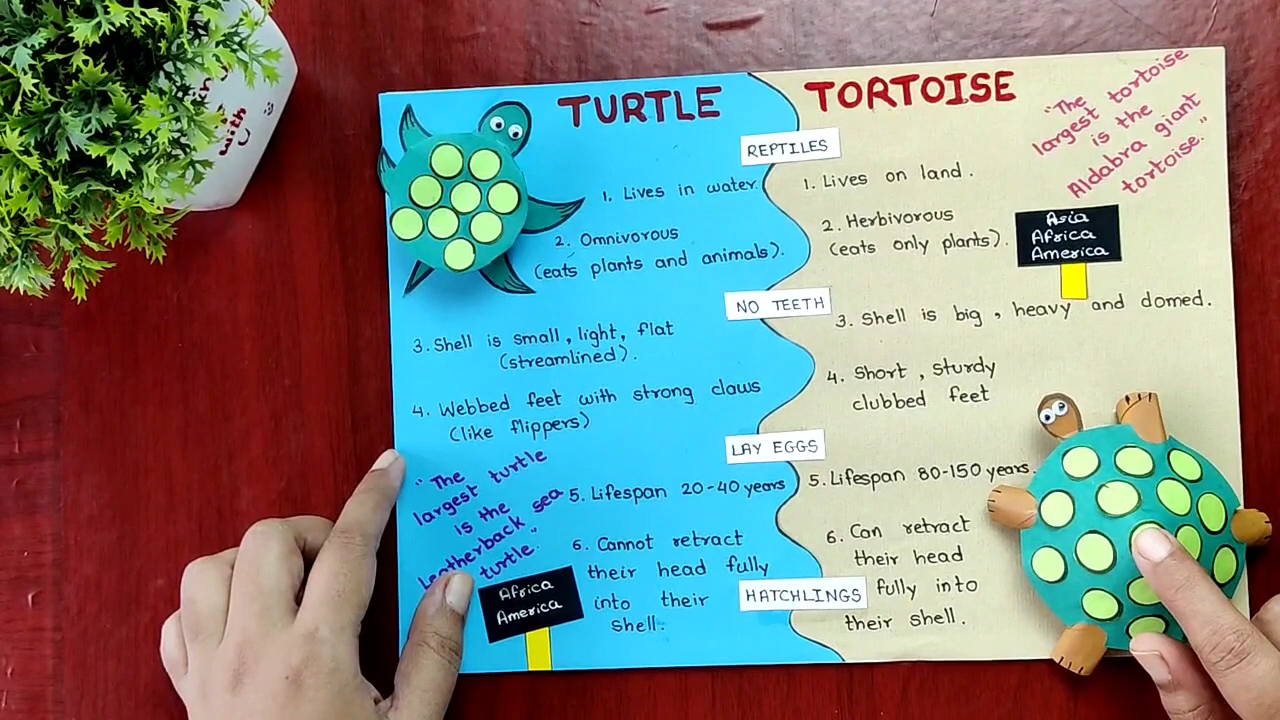 TURTLE
1. Lives in water.
2. Omnivorous
(eats plants and animals).
3. Shell is small, light, flat
(streamlined).
4. Webbed feet with strong claws
(like flippers)
"The
largest turtle
is the
Leatherback sea
turtle."
5. Lifespan 20-40 years
6. Cannot retract
their head fully
into their
shell.
Africa
America
REPTILES
NO TEETH
LAY EGGS
HATCHLINGS
TORTOISE
"The
largest tortoise
is the
Aldabra giant
tortoise."
1. Lives on land.
2. Herbivorous
(eats only plants).
Asia
Africa
America
3. Shell is big, heavy and domed.
4. Short, sturdy
clubbed feet
5. Lifespan 80-150 years.
6. Can retract
their head
fully into
their shell.
with